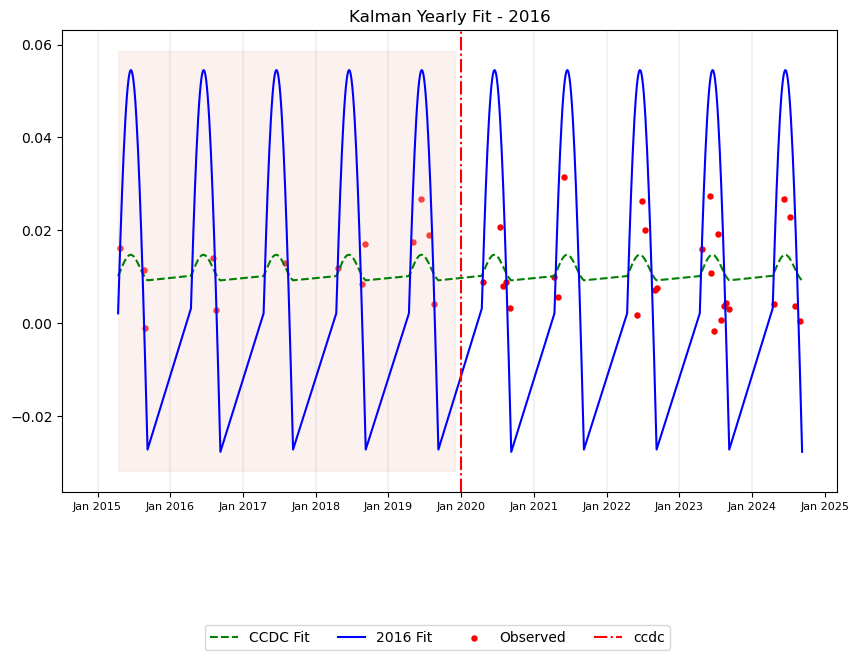 Kalman Yearly Fit - 2016
0.06
0.04
0.02
0.00
−0.02
Jan 2015 Jan 2016 Jan 2017 Jan 2018 Jan 2019 Jan 2020 Jan 2021 Jan 2022 Jan 2023 Jan 2024 Jan 2025
CCDC Fit 2016 Fit Observed ccdc